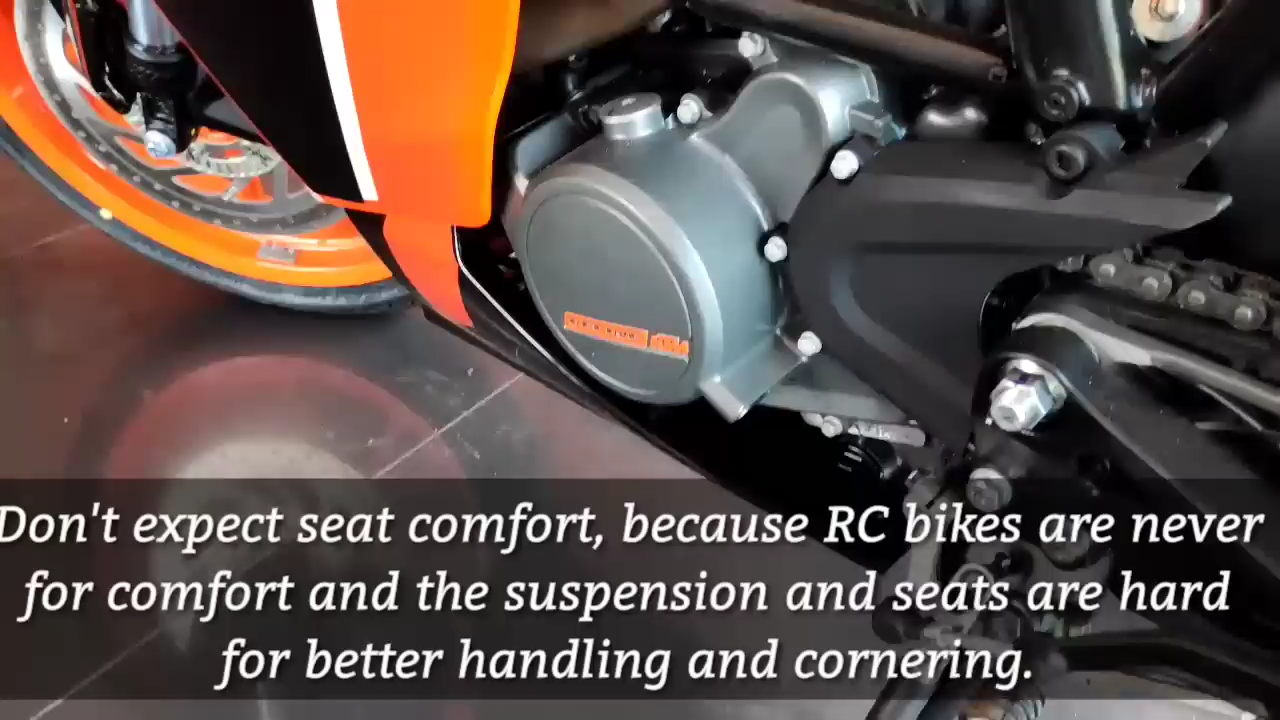 Don't expect seat comfort, because RC bikes are never
for comfort and the suspension and seats are hard
for better handling and cornering.